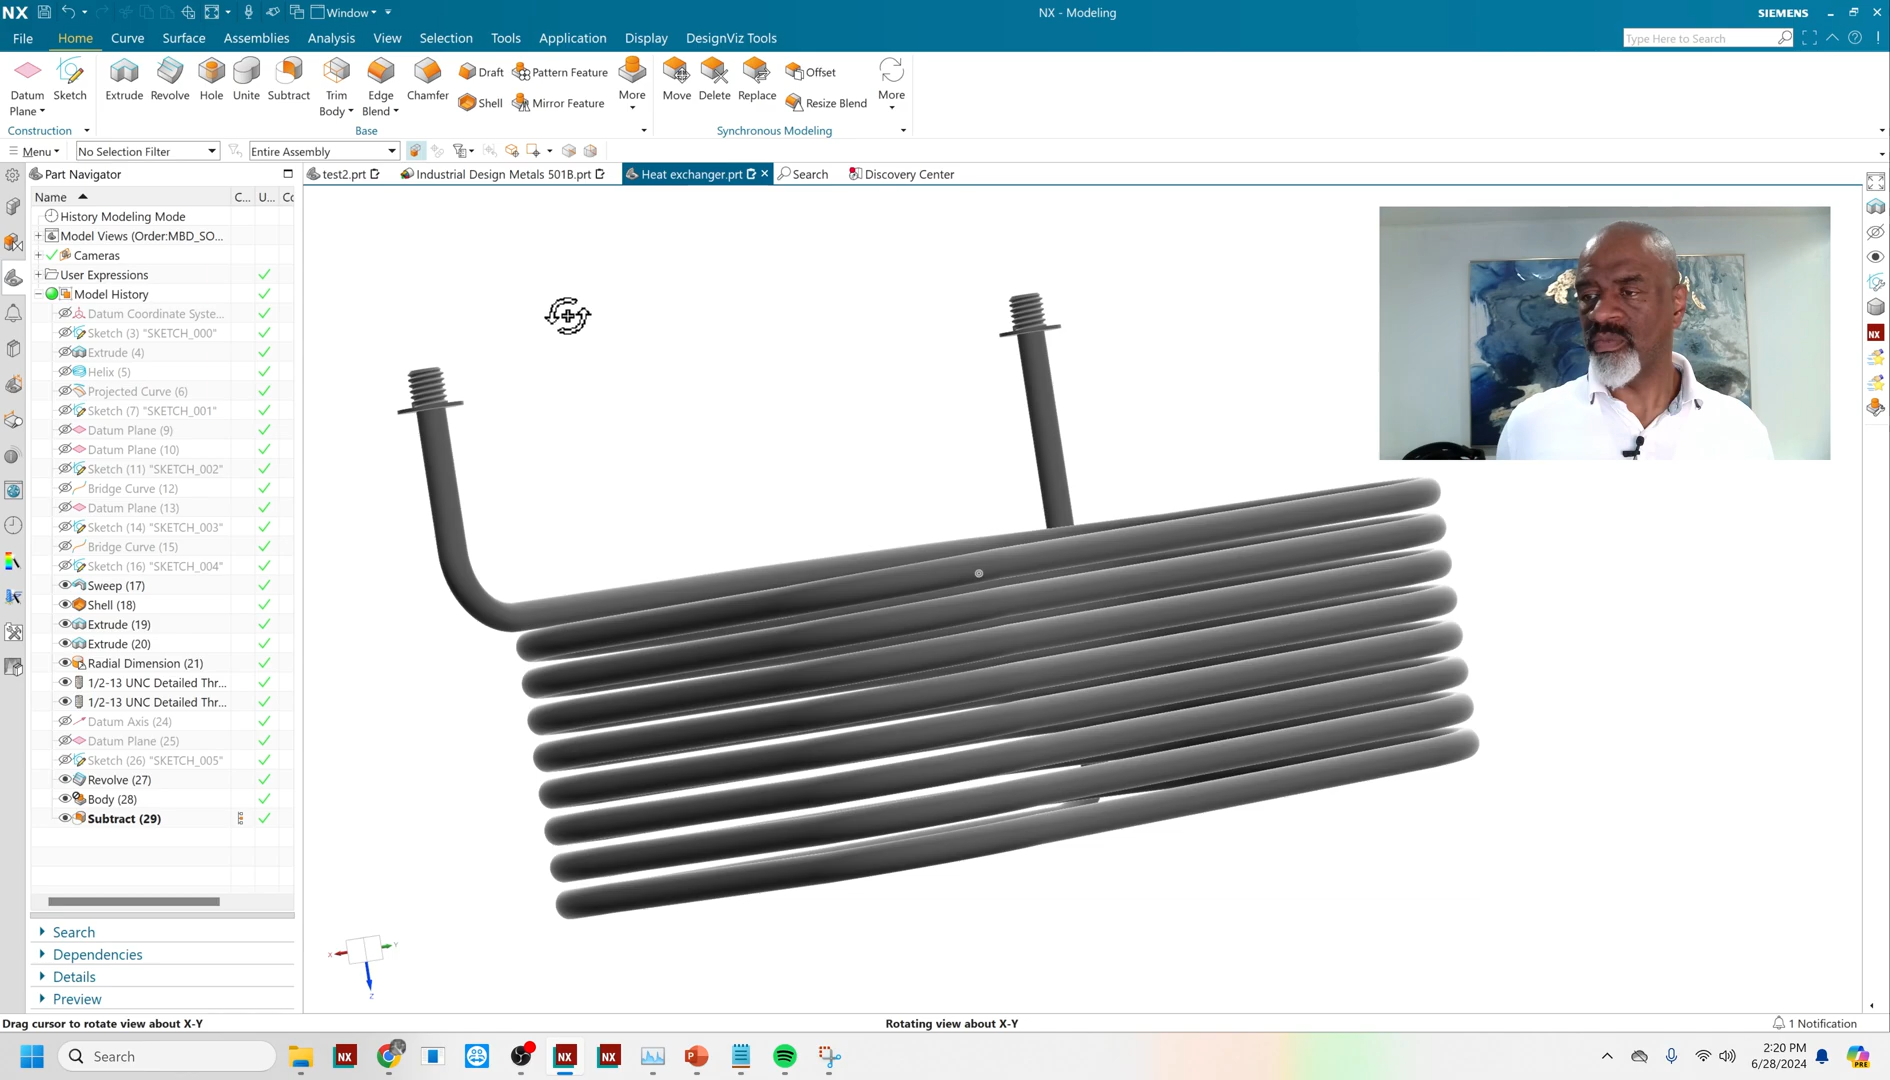 NX
Window
NX - Modeling
SIEMENS
File
Home
Curve
Surface
Assemblies
Analysis
View
Selection
Tools
Application
Display
DesignViz Tools
Type Here to Search
Datum
Plane
Sketch
Extrude
Revolve
Hole
Unite
Subtract
Trim
Body
Edge
Blend
Chamfer
Draft
Shell
Pattern Feature
Mirror Feature
More
Move
Delete
Replace
Offset
Resize Blend
More
Construction
Base
Synchronous Modeling
Menu
No Selection Filter
Entire Assembly
Part Navigator
test2.prt
Industrial Design Metals 501B.prt
Heat exchanger.prt
Search
Discovery Center
Name
C...
U...
Cc
History Modeling Mode
Model Views (Order:MBD_SO...
Cameras
User Expressions
Model History
Datum Coordinate Syste...
Sketch (3) "SKETCH_000"
Extrude (4)
Helix (5)
Projected Curve (6)
Sketch (7) "SKETCH_001"
Datum Plane (9)
Datum Plane (10)
Sketch (11) "SKETCH_002"
Bridge Curve (12)
Datum Plane (13)
Sketch (14) "SKETCH_003"
Bridge Curve (15)
Sketch (16) "SKETCH_004"
Sweep (17)
Shell (18)
Extrude (19)
Extrude (20)
Radial Dimension (21)
1/2-13 UNC Detailed Thr...
1/2-13 UNC Detailed Thr...
Datum Axis (24)
Datum Plane (25)
Sketch (26) "SKETCH_005"
Revolve (27)
Body (28)
Subtract (29)
Search
Dependencies
Details
Preview
X
Y
Z
NX
Drag cursor to rotate view about X-Y
Rotating view about X-Y
1 Notification
Search
NX
NX
NX
2:20 PM
6/28/2024
PRE